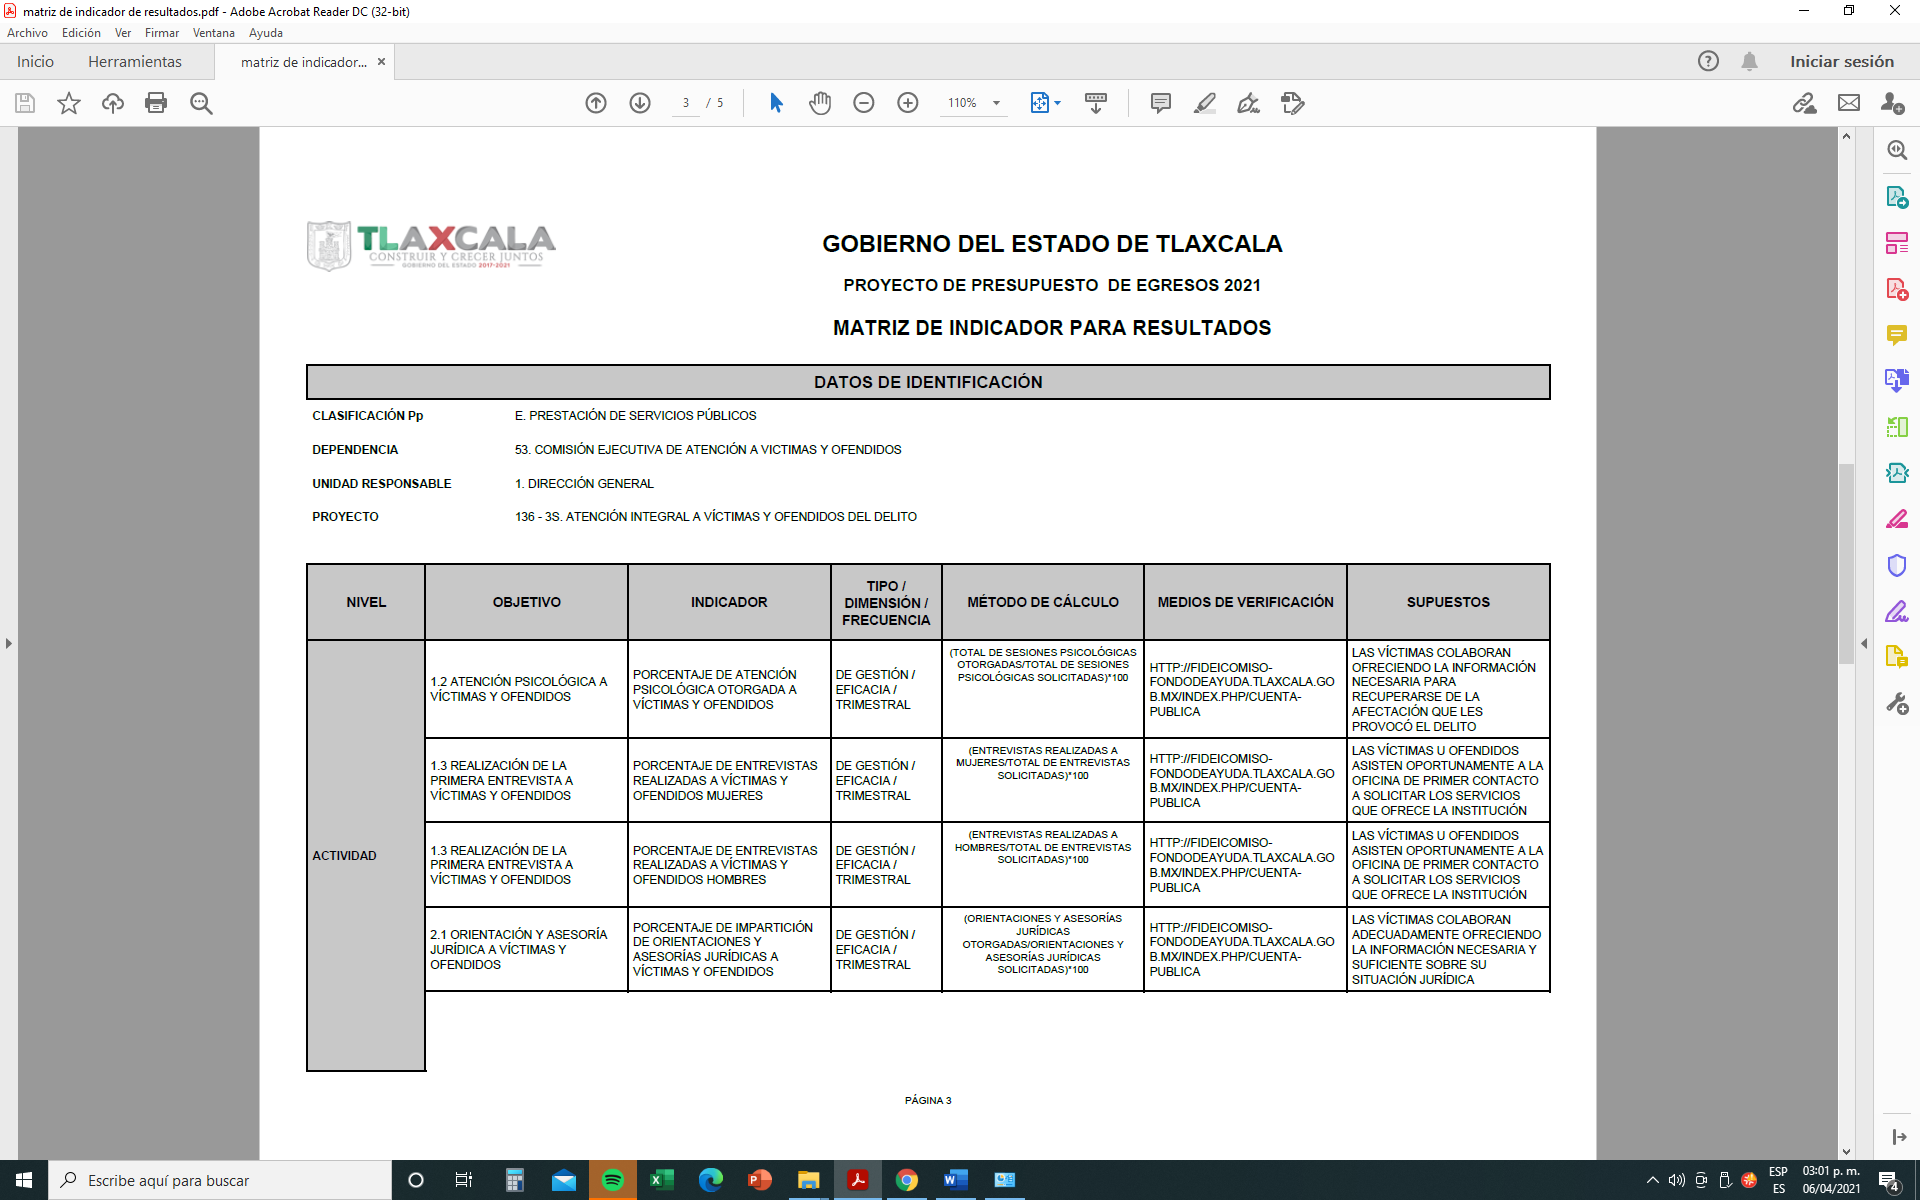 matriz de indicador de resultados.pdf - Adobe Acrobat Reader DC (32-bit)
Archivo Edición Ver Firmar Ventana Ayuda
Inicio Herramientas matriz de indicador... × Iniciar sesión
3 / 5 110%
TLAXCALA
CONSTRUIR Y CRECER JUNTOS
GOBIERNO DEL ESTADO 2017-2021
GOBIERNO DEL ESTADO DE TLAXCALA
PROYECTO DE PRESUPUESTO DE EGRESOS 2021
MATRIZ DE INDICADOR PARA RESULTADOS
DATOS DE IDENTIFICACIÓN
CLASIFICACIÓN Pp E. PRESTACIÓN DE SERVICIOS PÚBLICOS
DEPENDENCIA 53. COMISIÓN EJECUTIVA DE ATENCIÓN A VICTIMAS Y OFENDIDOS
UNIDAD RESPONSABLE 1. DIRECCIÓN GENERAL
PROYECTO 136 - 3S. ATENCIÓN INTEGRAL A VÍCTIMAS Y OFENDIDOS DEL DELITO
NIVEL
OBJETIVO
INDICADOR
TIPO /
DIMENSIÓN /
FRECUENCIA
MÉTODO DE CÁLCULO
MEDIOS DE VERIFICACIÓN
SUPUESTOS
ACTIVIDAD
1.2 ATENCIÓN PSICOLÓGICA A
VÍCTIMAS Y OFENDIDOS
PORCENTAJE DE ATENCIÓN
PSICOLÓGICA OTORGADA A
VÍCTIMAS Y OFENDIDOS
DE GESTIÓN /
EFICACIA /
TRIMESTRAL
(TOTAL DE SESIONES PSICOLÓGICAS
OTORGADAS/TOTAL DE SESIONES
PSICOLÓGICAS SOLICITADAS)*100
HTTP://FIDEICOMISO-
FONDODEAYUDA.TLAXCALA.GO
B.MX/INDEX.PHP/CUENTA-
PUBLICA
LAS VÍCTIMAS COLABORAN
OFRECIENDO LA INFORMACIÓN
NECESARIA PARA
RECUPERARSE DE LA
AFECTACIÓN QUE LES
PROVOCÓ EL DELITO
1.3 REALIZACIÓN DE LA
PRIMERA ENTREVISTA A
VÍCTIMAS Y OFENDIDOS
PORCENTAJE DE ENTREVISTAS
REALIZADAS A VÍCTIMAS Y
OFENDIDOS MUJERES
DE GESTIÓN /
EFICACIA /
TRIMESTRAL
(ENTREVISTAS REALIZADAS A
MUJERES/TOTAL DE ENTREVISTAS
SOLICITADAS)*100
HTTP://FIDEICOMISO-
FONDODEAYUDA.TLAXCALA.GO
B.MX/INDEX.PHP/CUENTA-
PUBLICA
LAS VÍCTIMAS U OFENDIDOS
ASISTEN OPORTUNAMENTE A LA
OFICINA DE PRIMER CONTACTO
A SOLICITAR LOS SERVICIOS
QUE OFRECE LA INSTITUCIÓN
1.3 REALIZACIÓN DE LA
PRIMERA ENTREVISTA A
VÍCTIMAS Y OFENDIDOS
PORCENTAJE DE ENTREVISTAS
REALIZADAS A VÍCTIMAS Y
OFENDIDOS HOMBRES
DE GESTIÓN /
EFICACIA /
TRIMESTRAL
(ENTREVISTAS REALIZADAS A
HOMBRES/TOTAL DE ENTREVISTAS
SOLICITADAS)*100
HTTP://FIDEICOMISO-
FONDODEAYUDA.TLAXCALA.GO
B.MX/INDEX.PHP/CUENTA-
PUBLICA
LAS VÍCTIMAS U OFENDIDOS
ASISTEN OPORTUNAMENTE A LA
OFICINA DE PRIMER CONTACTO
A SOLICITAR LOS SERVICIOS
QUE OFRECE LA INSTITUCIÓN
2.1 ORIENTACIÓN Y ASESORÍA
JURÍDICA A VÍCTIMAS Y
OFENDIDOS
PORCENTAJE DE IMPARTICIÓN
DE ORIENTACIONES Y
ASESORÍAS JURÍDICAS A
VÍCTIMAS Y OFENDIDOS
DE GESTIÓN /
EFICACIA /
TRIMESTRAL
(ORIENTACIONES Y ASESORÍAS
JURÍDICAS
OTORGADAS/ORIENTACIONES Y
ASESORÍAS JURÍDICAS
SOLICITADAS)*100
HTTP://FIDEICOMISO-
FONDODEAYUDA.TLAXCALA.GO
B.MX/INDEX.PHP/CUENTA-
PUBLICA
LAS VÍCTIMAS COLABORAN
ADECUADAMENTE OFRECIENDO
LA INFORMACIÓN NECESARIA Y
SUFICIENTE SOBRE SU
SITUACIÓN JURÍDICA
PÁGINA 3
Escribe aquí para buscar
ESP
ES
03:01 p. m.
06/04/2021
4